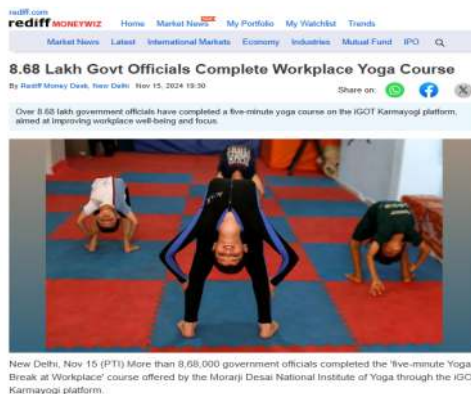 rediff.com
rediff MONEYWIZ Home Market News My Portfolio My Watchlist Trends
Market News Latest International Markets Economy Industries Mutual Fund IPO
8.68 Lakh Govt Officials Complete Workplace Yoga Course
By Rediff Money Desk, New Delhi Nov 15, 2024 19:30
Share on:
Over 8.68 lakh government officials have completed a five-minute yoga course on the iGOT Karmayogi platform,
aimed at improving workplace well-being and focus.
New Delhi, Nov 15 (PTI) More than 8,68,000 government officials completed the 'five-minute Yoga
Break at Workplace' course offered by the Morarji Desai National Institute of Yoga through the iGO
Karmayogi platform.